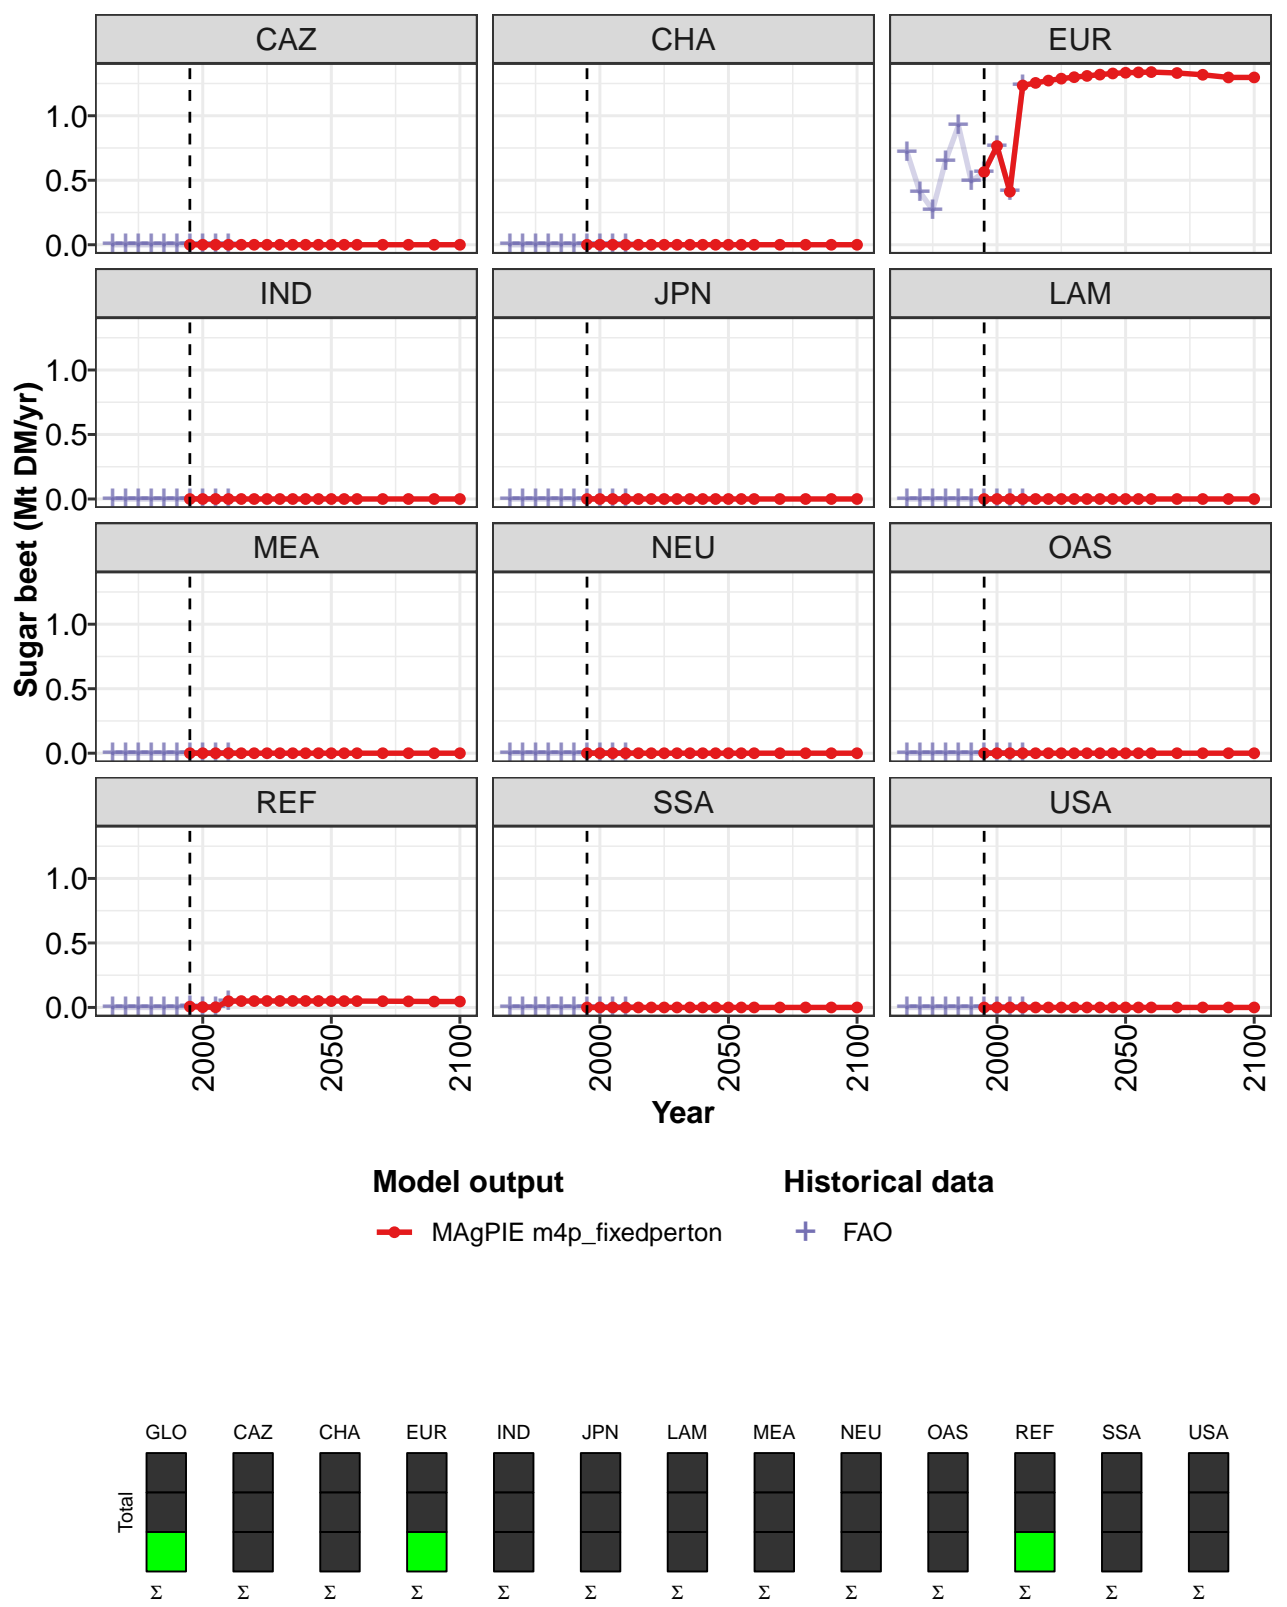 CAZ CHA EUR
1.0
0.5
0.0
IND JPN LAM
1.0
0.5
0.0
MEA NEU OAS
1.0
0.5
0.0
REF SSA USA
1.0
0.5
0.0
Sugar beet (Mt DM/yr)
2000 2050 2100 2000 2050 2100 2000 2050 2100
Year
Model output Historical data
MAgPIE m4p_fixedperton FAO
GLO CAZ CHA EUR IND JPN LAM MEA NEU OAS REF SSA USA
Total
Σ Σ Σ Σ Σ Σ Σ Σ Σ Σ Σ Σ Σ